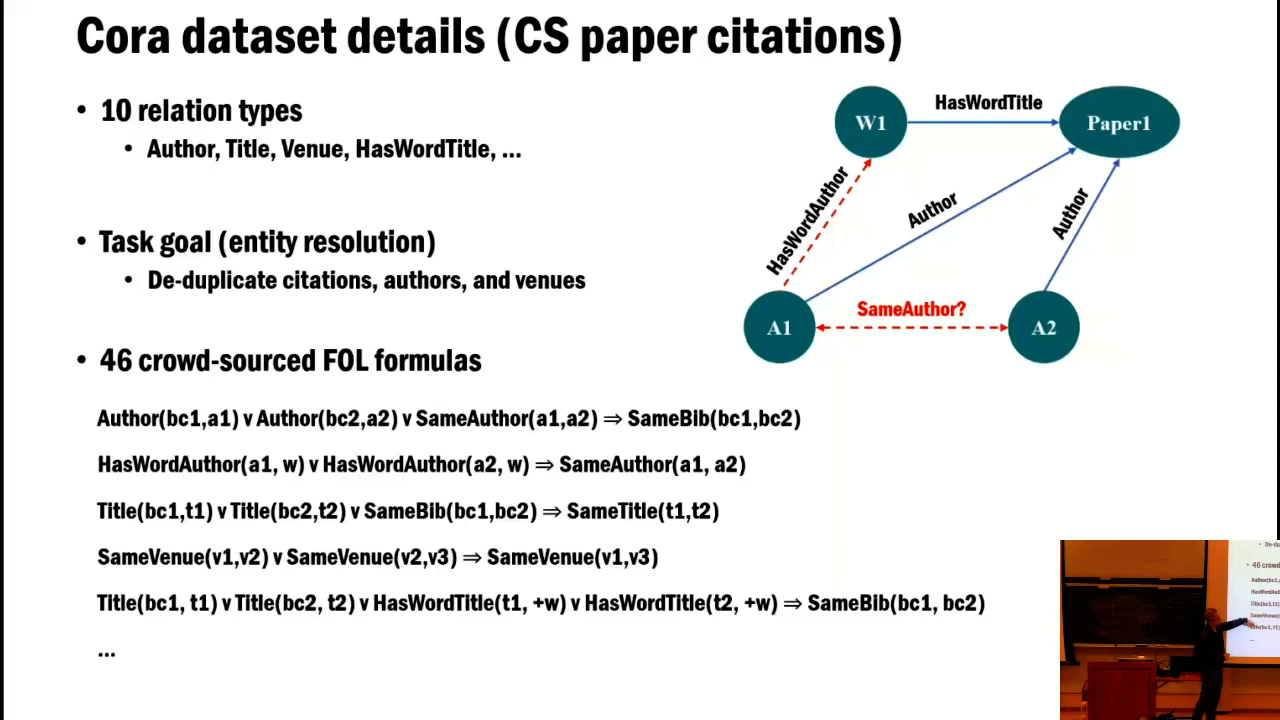 Cora dataset details (CS paper citations)
• 10 relation types
• Author, Title, Venue, HasWordTitle, ...
• Task goal (entity resolution)
• De-duplicate citations, authors, and venues
• 46 crowd-sourced FOL formulas
Author(bc1,a1) v Author(bc2,a2) v SameAuthor(a1,a2) ⇒ SameBib(bc1,bc2)
HasWordAuthor(a1, w) v HasWordAuthor(a2, w) ⇒ SameAuthor(a1, a2)
Title(bc1,t1) v Title(bc2,t2) v SameBib(bc1,bc2) ⇒ SameTitle(t1,t2)
SameVenue(v1,v2) v SameVenue(v2,v3) ⇒ SameVenue(v1,v3)
Title(bc1, t1) v Title(bc2, t2) v HasWordTitle(t1, +w) v HasWordTitle(t2, +w) ⇒ SameBib(bc1, bc2)
...
W1
HasWordTitle
Paper1
HasWordAuthor
Author
Author
A1
SameAuthor?
A2
• De-du
• 46 crowd